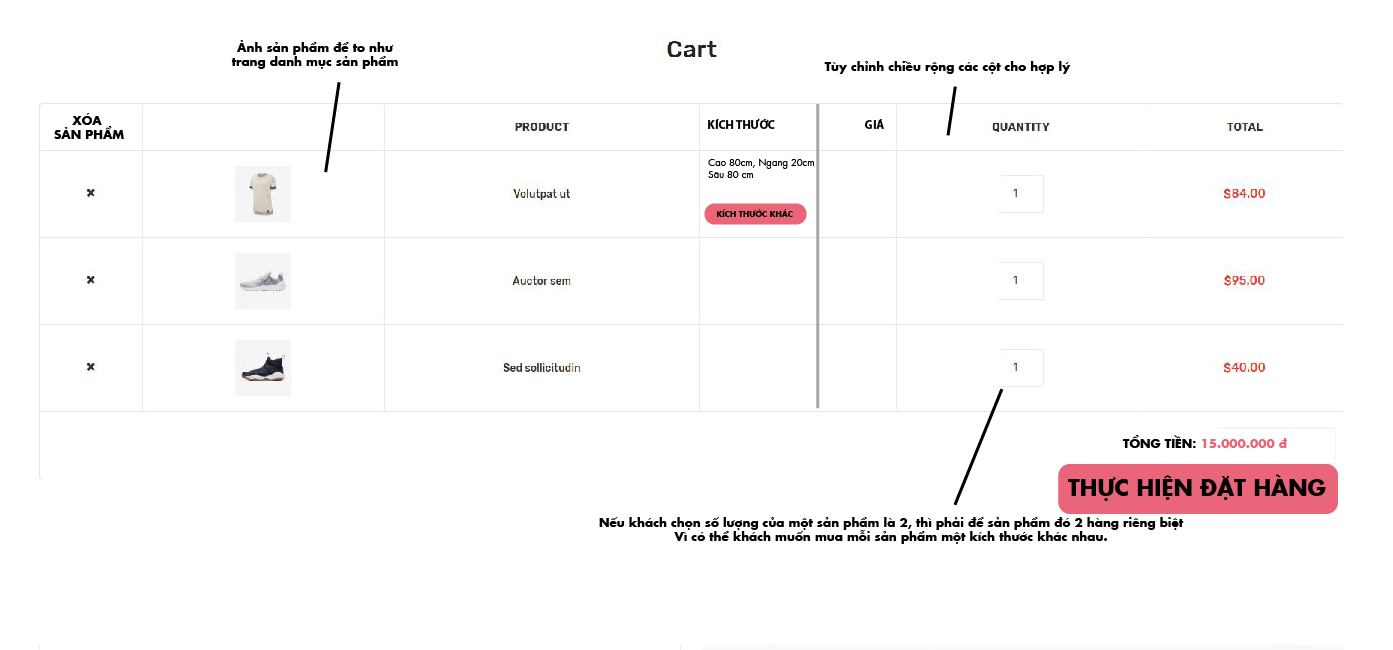 Ảnh sản phẩm để to như
trang danh mục sản phẩm
Cart
Tùy chỉnh chiều rộng các cột cho hợp lý
XÓA
SẢN PHẨM
PRODUCT
KÍCH THƯỚC
GIÁ
QUANTITY
TOTAL
Cao 80cm, Ngang 20cm
Sâu 80 cm
Volutpat ut
1
$84.00
KÍCH THƯỚC KHÁC
Auctor sem
1
$95.00
Sed sollicitudin
1
$40.00
TỔNG TIỀN: 15.000.000 đ
THỰC HIỆN ĐẶT HÀNG
Nếu khách chọn số lượng của một sản phẩm là 2, thì phải để sản phẩm đó 2 hàng riêng biệt
Vì có thể khách muốn mua mỗi sản phẩm một kích thước khác nhau.